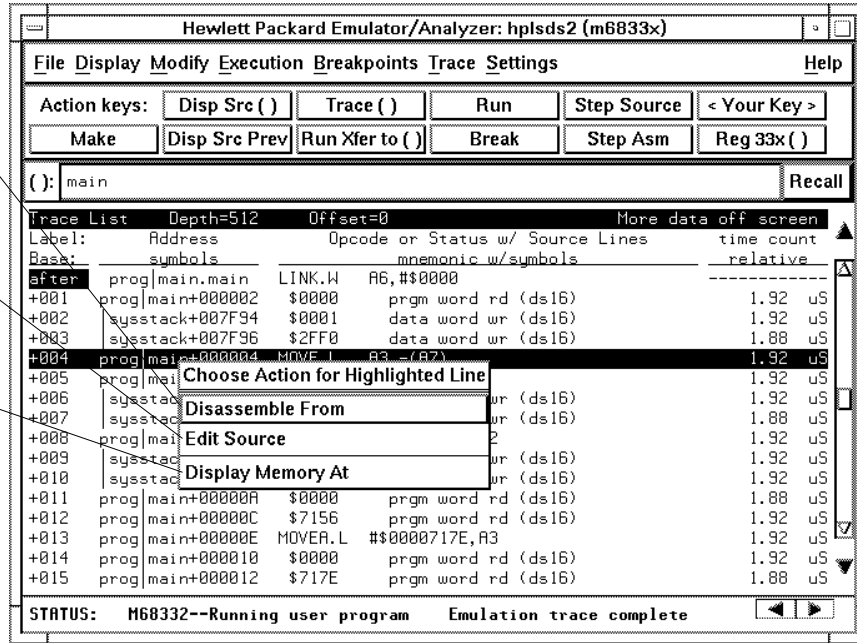 Hewlett Packard Emulator/Analyzer: hplsds2 (m6833x)
File Display Modify Execution Breakpoints Trace Settings Help
Action keys: Disp Src ( ) Trace ( ) Run Step Source < Your Key >
Make Disp Src Prev Run Xfer to ( ) Break Step Asm Reg 33x ( )
( ): main Recall
Trace List Depth=512 Offset=0 More data off screen
Label: Address Opcode or Status w/ Source Lines time count
Base: symbols mnemonic w/symbols relative
after prog|main.main LINK.W A6,#$0000 ------------
+001 prog|main+000002 $0000 prgm word rd (ds16) 1.92 uS
+002 |sysstack+007F94 $0001 data word wr (ds16) 1.92 uS
+003 |sysstack+007F96 $2FF0 data word wr (ds16) 1.88 uS
+004 prog|main+000004 MOVE.L A3,-(A7) 1.92 uS
+005 prog|mai 1.92 uS
Choose Action for Highlighted Line
+006 |sysstac wr (ds16) 1.92 uS
Disassemble From
+007 |sysstac wr (ds16) 1.88 uS
+008 prog|mai 2 1.92 uS
Edit Source
+009 |sysstac wr (ds16) 1.92 uS
+010 |sysstac wr (ds16) 1.92 uS
Display Memory At
+011 prog|main+00000A $0000 prgm word rd (ds16) 1.88 uS
+012 prog|main+00000C $7156 prgm word rd (ds16) 1.92 uS
+013 prog|main+00000E MOVEA.L #$0000717E,A3 1.92 uS
+014 prog|main+000010 $0000 prgm word rd (ds16) 1.92 uS
+015 prog|main+000012 $717E prgm word rd (ds16) 1.88 uS
STATUS: M68332--Running user program Emulation trace complete